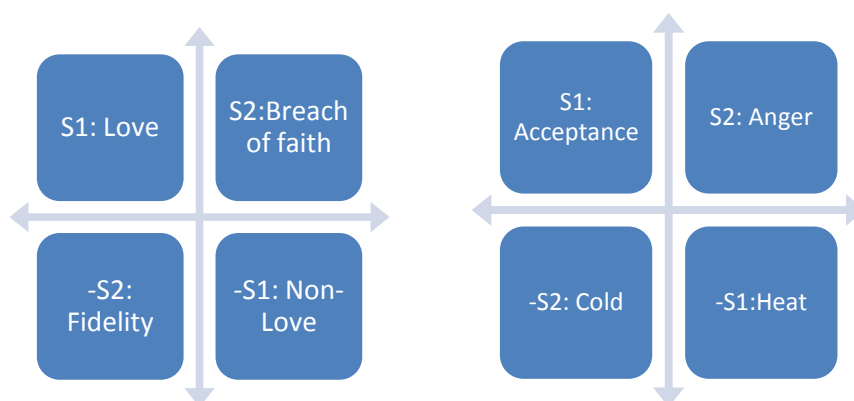 S1: Love
S2:Breach
of faith
-S2:
Fidelity
-S1: Non-
Love
S1:
Acceptance
S2: Anger
-S2: Cold
-S1:Heat